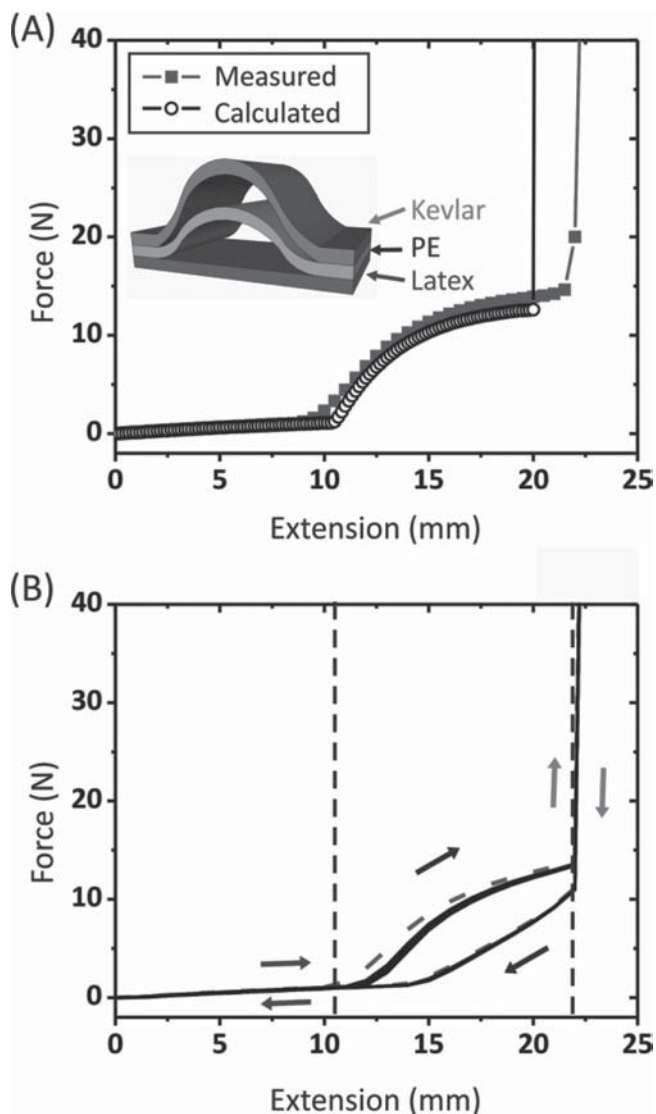 (A)
40
30
20
10
0
Force (N)
Measured
Calculated
Kevlar
PE
Latex
0 5 10 15 20 25
Extension (mm)
(B)
40
30
20
10
0
Force (N)
0 5 10 15 20 25
Extension (mm)